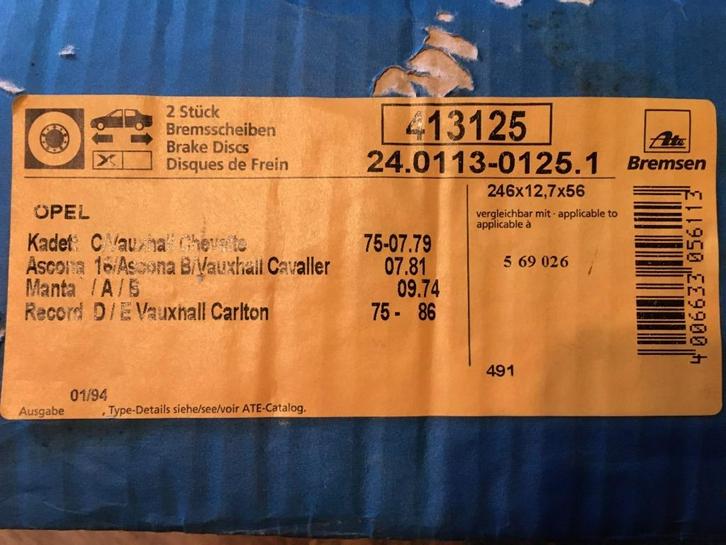 2 Stück
Bremsscheiben
Brake Discs
Disques de Frein
413125
24.0113-0125.1
Ate
Bremsen
246x12,7x56
vergleichbar mit · applicable to
applicable à
5 69 026
491
OPEL
Kadett C/Vauxhall Chevette 75-07.79
Ascona 16/Ascona B/Vauxhall Cavaller 07.81
Manta / A / B 09.74
Record D / E Vauxhall Carlton 75 - 86
01/94
Ausgabe , Type-Details siehe/see/voir ATE-Catalog.
4 006633 056113